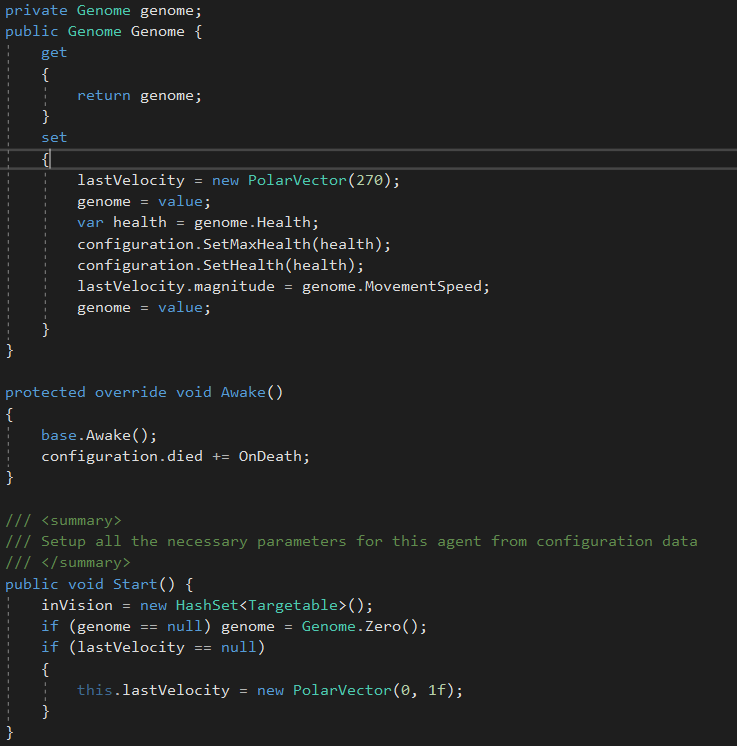 private Genome genome;
public Genome Genome {
    get
    {
        return genome;
    }
    set
    {
        lastVelocity = new PolarVector(270);
        genome = value;
        var health = genome.Health;
        configuration.SetMaxHealth(health);
        configuration.SetHealth(health);
        lastVelocity.magnitude = genome.MovementSpeed;
        genome = value;
    }
}

protected override void Awake()
{
    base.Awake();
    configuration.died += OnDeath;
}

/// <summary>
/// Setup all the necessary parameters for this agent from configuration data
/// </summary>
public void Start() {
    inVision = new HashSet<Targetable>();
    if (genome == null) genome = Genome.Zero();
    if (lastVelocity == null)
    {
        this.lastVelocity = new PolarVector(0, 1f);
    }
}